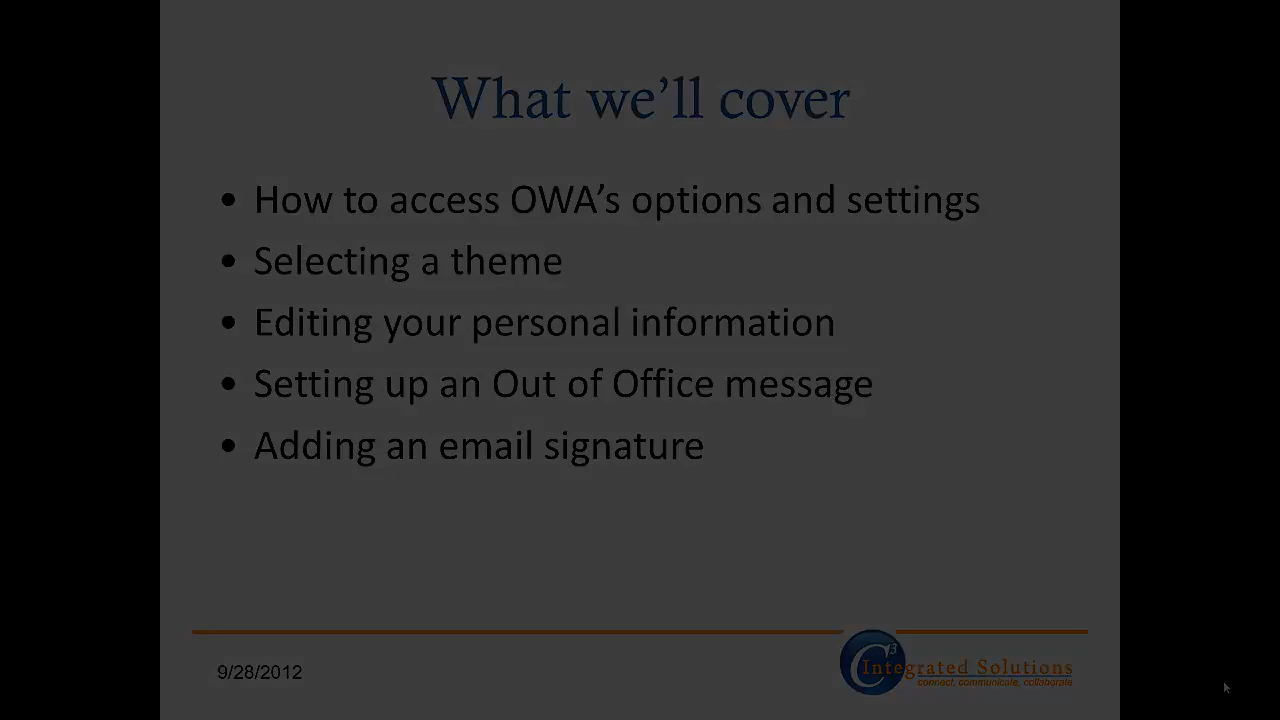 What we’ll cover
• How to access OWA’s options and settings
• Selecting a theme
• Editing your personal information
• Setting up an Out of Office message
• Adding an email signature
9/28/2012
C3 Integrated Solutions
connect, communicate, collaborate